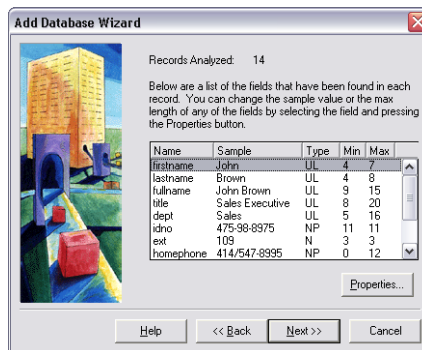 Add Database Wizard
Records Analyzed: 14
Below are a list of the fields that have been found in each
record. You can change the sample value or the max
length of any of the fields by selecting the field and pressing
the Properties button.
Name Sample Type Min Max
firstname John UL 4 7
lastname Brown UL 4 8
fullname John Brown UL 9 15
title Sales Executive UL 8 20
dept Sales UL 5 16
idno 475-98-8975 NP 11 11
ext 109 N 3 3
homephone 414/547-8995 NP 0 12
Properties...
Help << Back Next >> Cancel